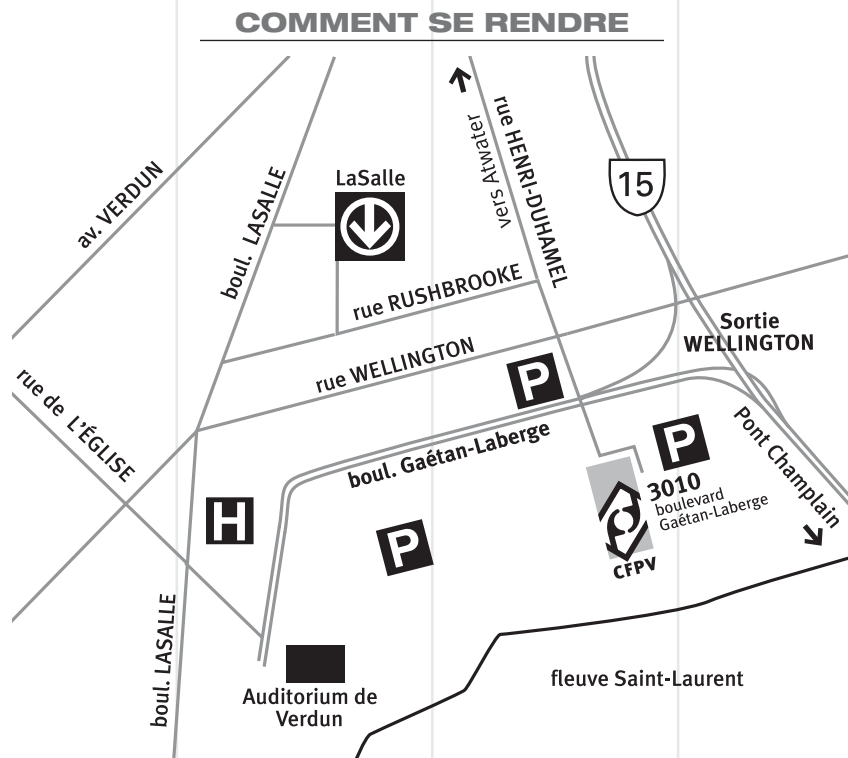 COMMENT SE RENDRE
av. VERDUN
boul. LASALLE
LaSalle
rue HENRI-DUHAMEL
vers Atwater
15
rue RUSHBROOKE
Sortie
WELLINGTON
rue WELLINGTON
rue de L'ÉGLISE
P
boul. Gaétan-Laberge
P
Pont Champlain
3010
boulevard
Gaétan-Laberge
H
P
CFPV
boul. LASALLE
Auditorium de
Verdun
fleuve Saint-Laurent